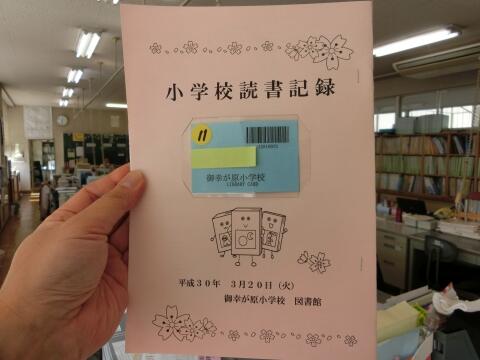 小学校読書記録
11
御幸が原小学校
LIBRARY CARD
平成30年 3月20日(火)
御幸が原小学校 図書館